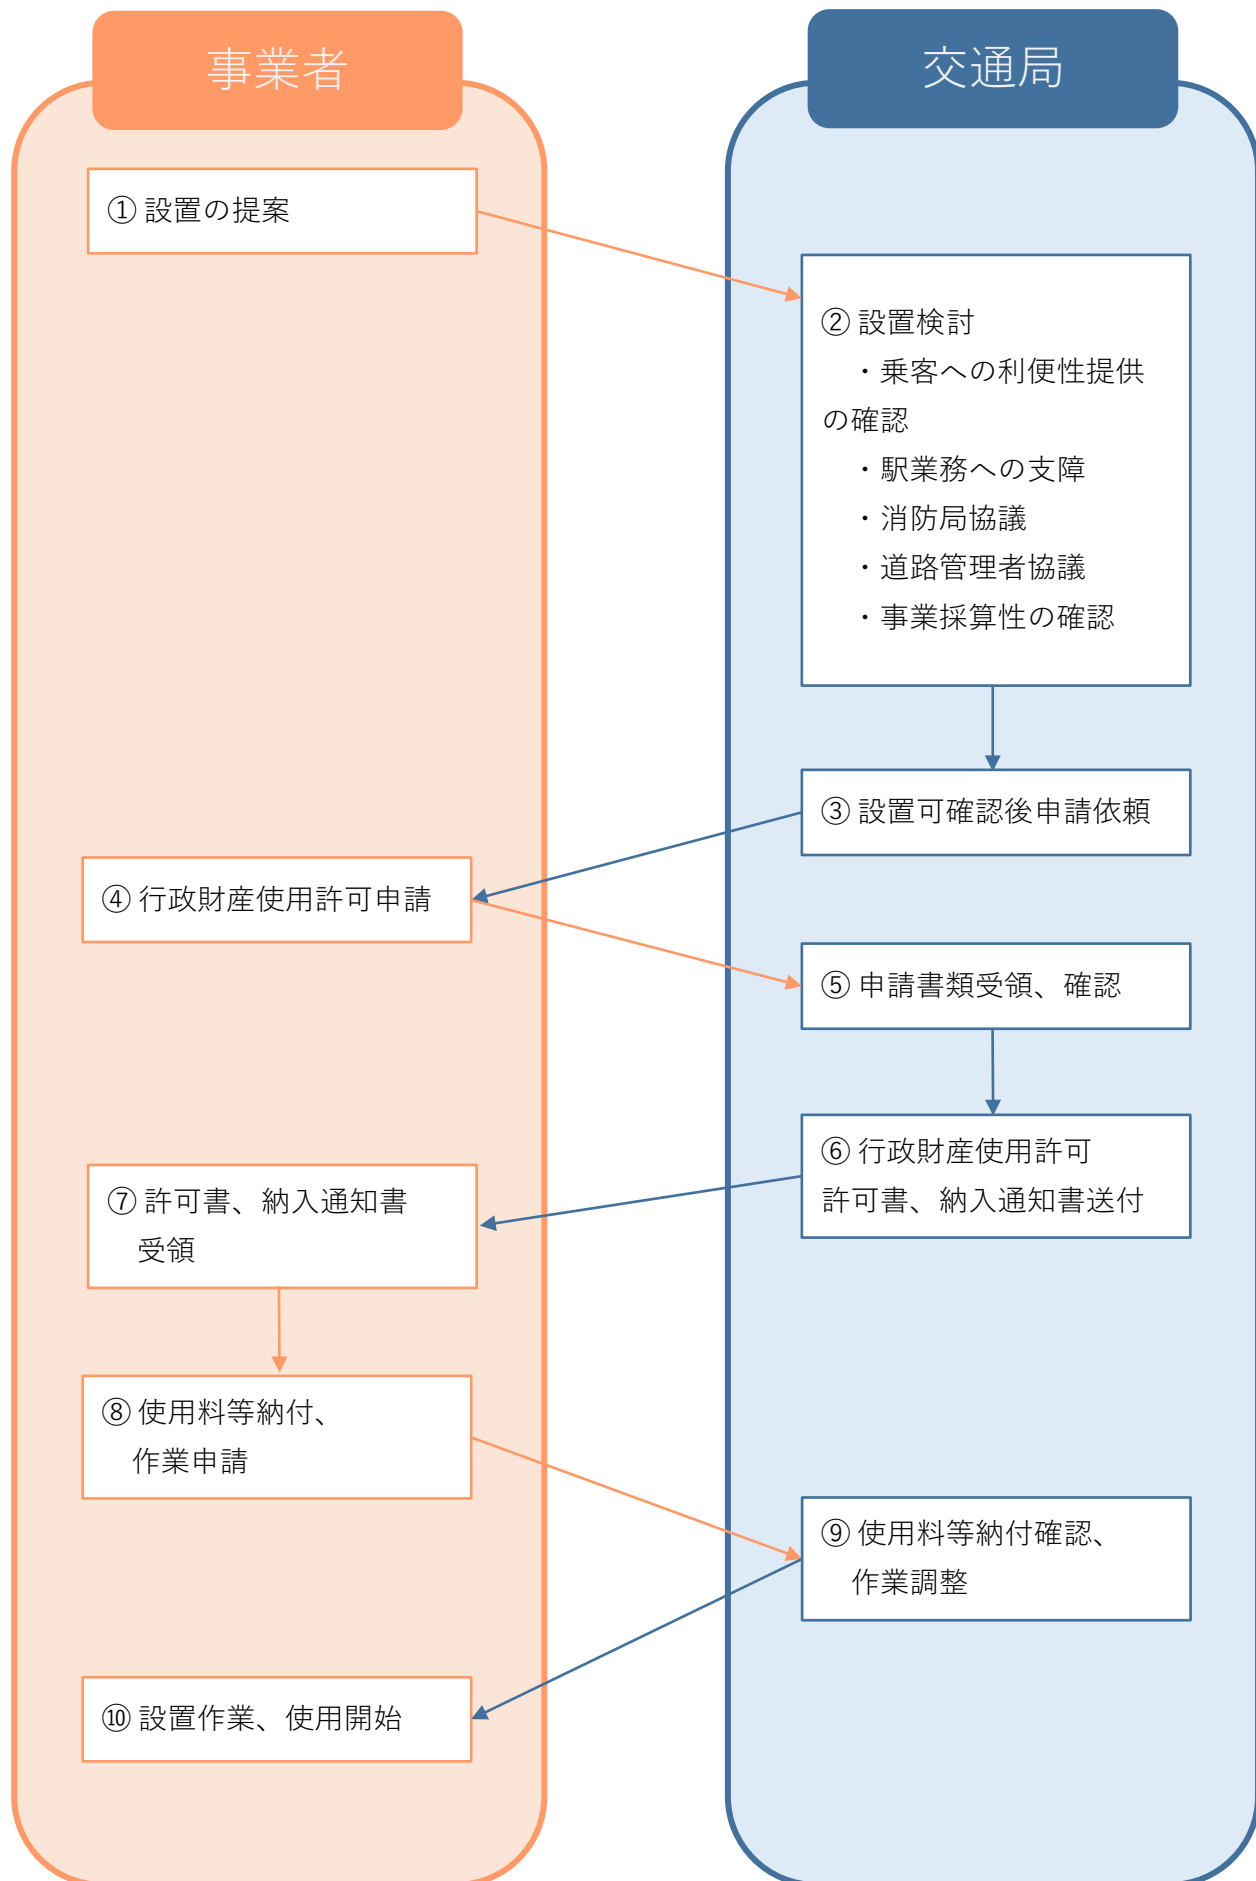 事業者
交通局
① 設置の提案
② 設置検討
・乗客への利便性提供
の確認
・駅業務への支障
・消防局協議
・道路管理者協議
・事業採算性の確認
③ 設置可確認後申請依頼
④ 行政財産使用許可申請
⑤ 申請書類受領、確認
⑥ 行政財産使用許可
許可書、納入通知書送付
⑦ 許可書、納入通知書
受領
⑧ 使用料等納付、
作業申請
⑨ 使用料等納付確認、
作業調整
⑩ 設置作業、使用開始